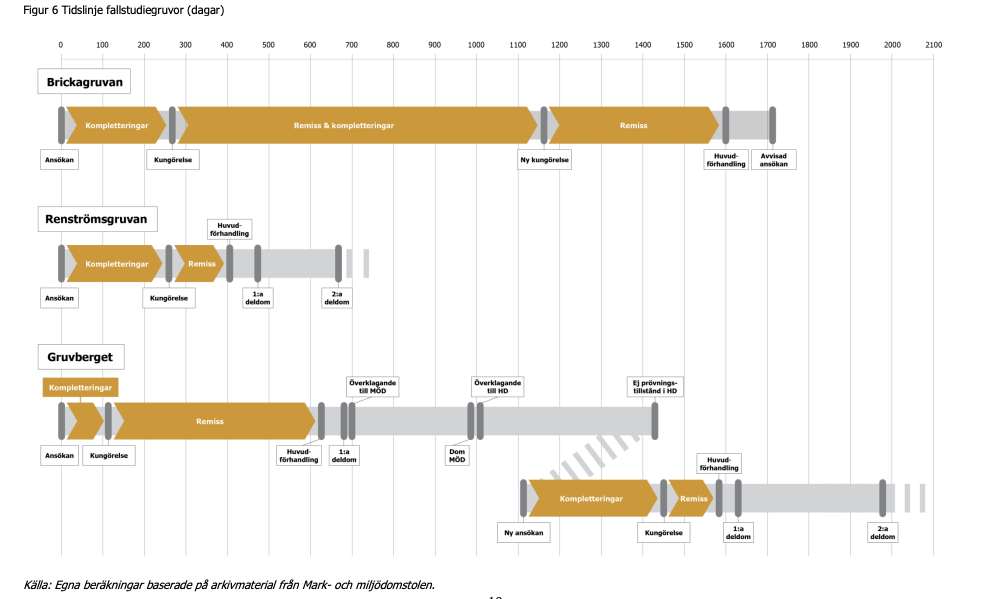 Figur 6 Tidslinje fallstudiegruvor (dagar)
0 100 200 300 400 500 600 700 800 900 1000 1100 1200 1300 1400 1500 1600 1700 1800 1900 2000 2100
Brickagruvan
Kompletteringar
Remiss & kompletteringar
Remiss
Ansökan
Kungörelse
Ny kungörelse
Huvud-
förhandling
Avvisad
ansökan
Renströmsgruvan
Huvud-
förhandling
Kompletteringar
Remiss
Ansökan
Kungörelse
1:a
deldom
2:a
deldom
Gruvberget
Kompletteringar
Överklagande
till MÖD
Överklagande
till HD
Ej prövnings-
tillstånd i HD
Remiss
Ansökan
Kungörelse
Huvud-
förhandling
1:a
deldom
Dom
MÖD
Huvud-
förhandling
Kompletteringar
Remiss
Ny ansökan
Kungörelse
1:a
deldom
2:a
deldom
Källa: Egna beräkningar baserade på arkivmaterial från Mark- och miljödomstolen.